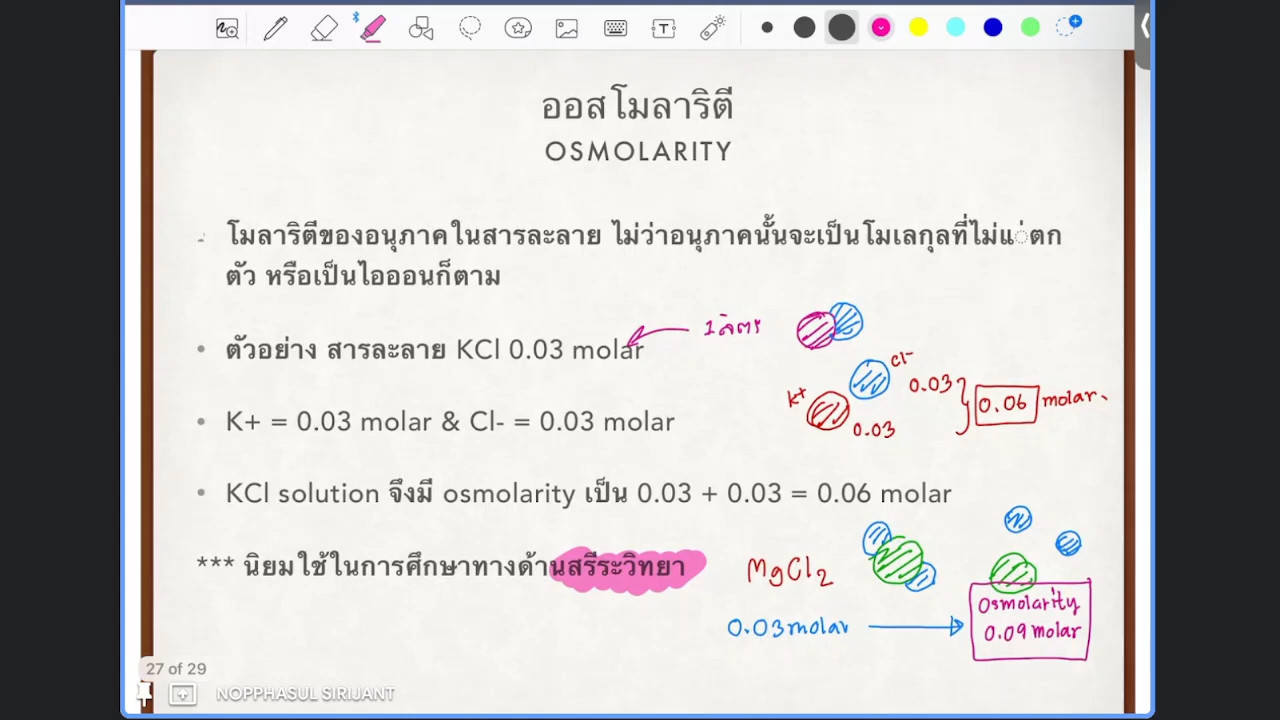 ออสโมลาริตี
OSMOLARITY
โมลาริตีของอนุภาคในสารละลาย ไม่ว่าอนุภาคนั้นจะเป็นโมเลกุลที่ไม่แ่ตก
ตัว หรือเป็นไอออนก็ตาม
1ลิตร
• ตัวอย่าง สารละลาย KCl 0.03 molar
Cl-
K+
0.03
0.03
0.06 molar
• K+ = 0.03 molar & Cl- = 0.03 molar
• KCl solution จึงมี osmolarity เป็น 0.03 + 0.03 = 0.06 molar
*** นิยมใช้ในการศึกษาทางด้านสรีระวิทยา
MgCl2
0.03molar
Osmolarity
0.09molar
27 of 29
NOPPHASUL SIRIJANT